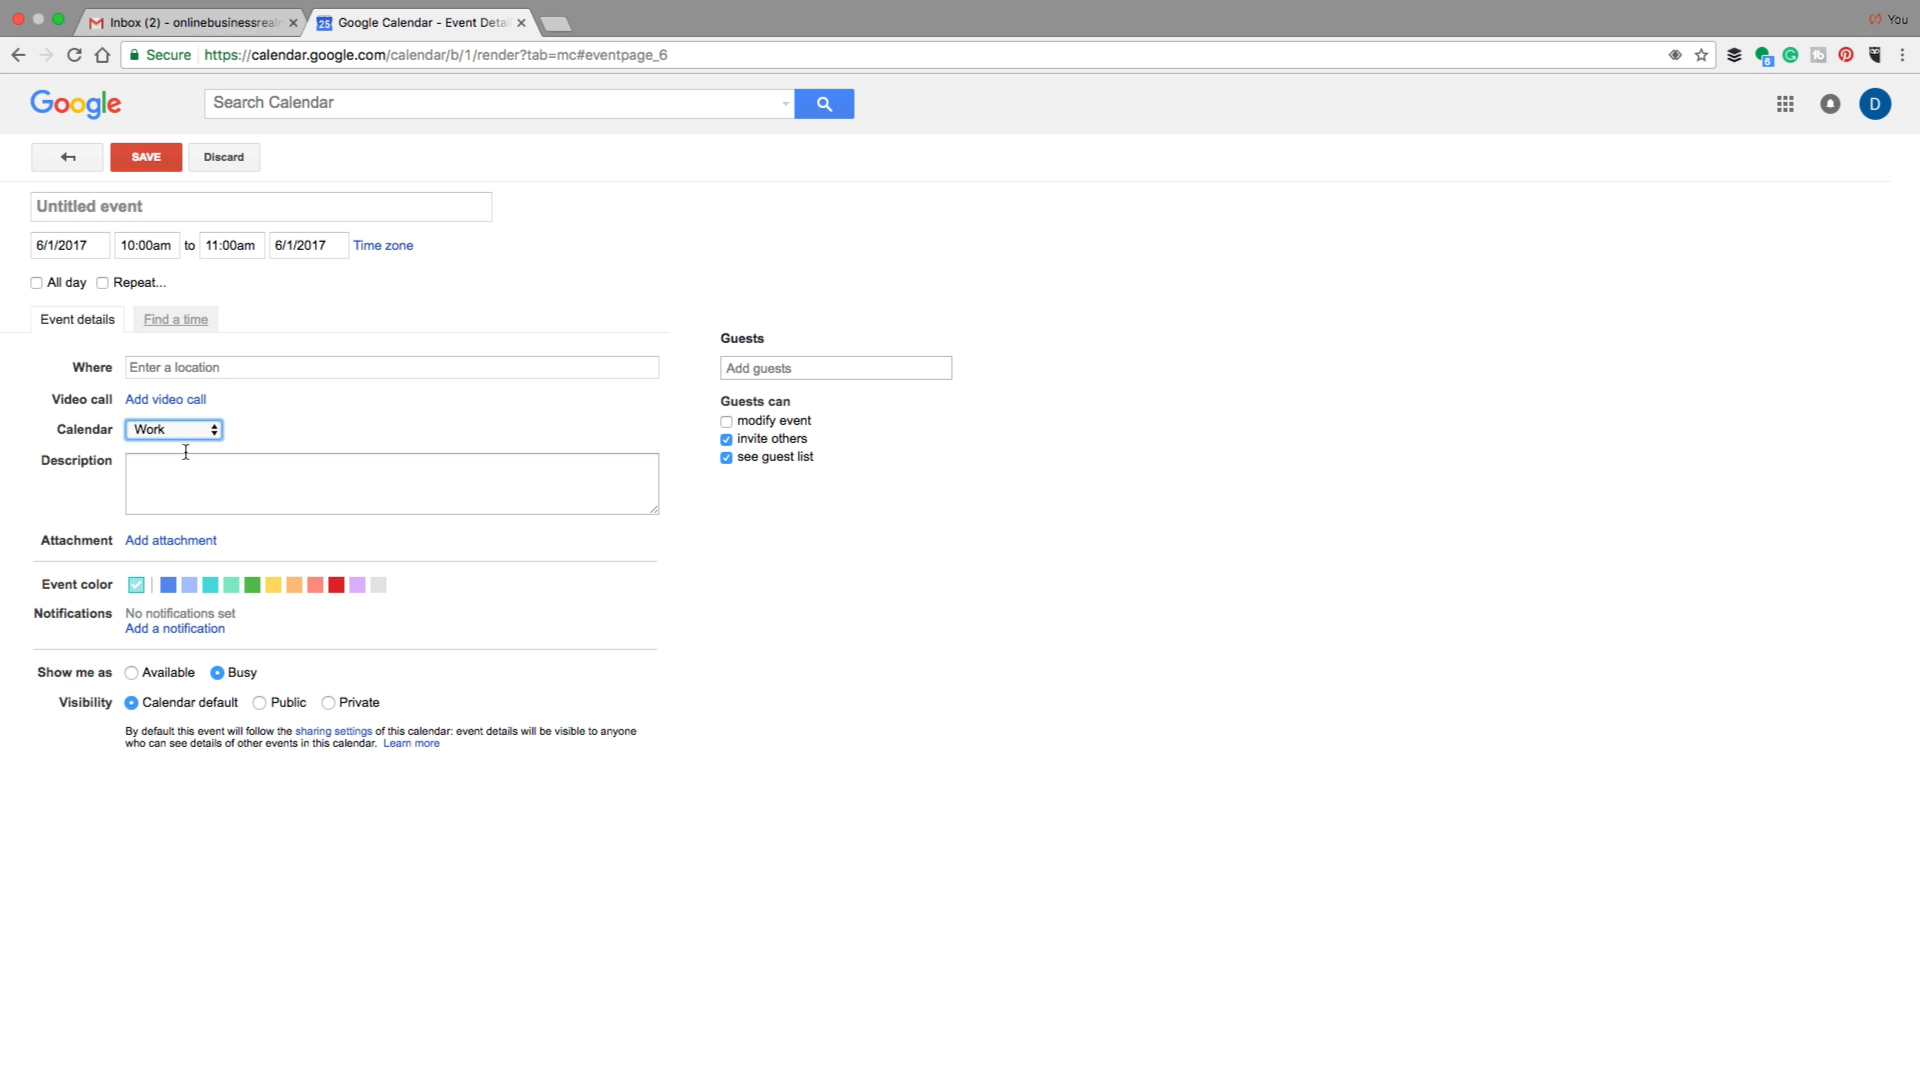 Inbox (2) - onlinebusinessrealm
Google Calendar - Event Detail
You
Secure
https://calendar.google.com/calendar/b/1/render?tab=mc#eventpage_6
6
Google
Search Calendar
D
SAVE
Discard
Untitled event
6/1/2017
10:00am
to
11:00am
6/1/2017
Time zone
All day
Repeat...
Event details
Find a time
Guests
Where
Enter a location
Add guests
Video call
Add video call
Guests can
modify event
Calendar
Work
invite others
Description
see guest list
Attachment
Add attachment
Event color
Notifications
No notifications set
Add a notification
Show me as
Available
Busy
Visibility
Calendar default
Public
Private
By default this event will follow the sharing settings of this calendar: event details will be visible to anyone
who can see details of other events in this calendar. Learn more